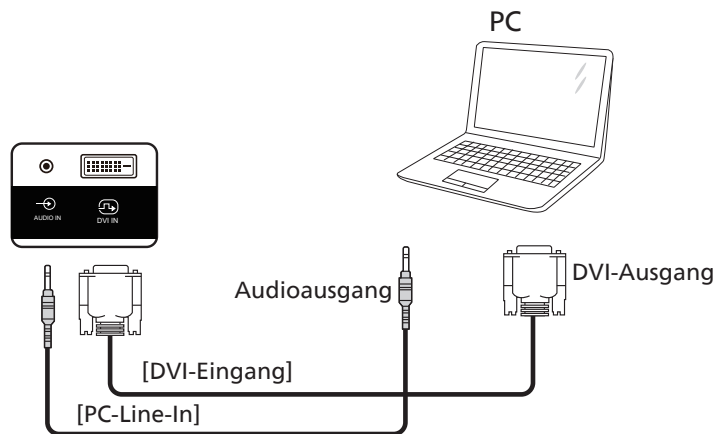 PC
AUDIO IN
DVI IN
Audioausgang
DVI-Ausgang
[DVI-Eingang]
[PC-Line-In]